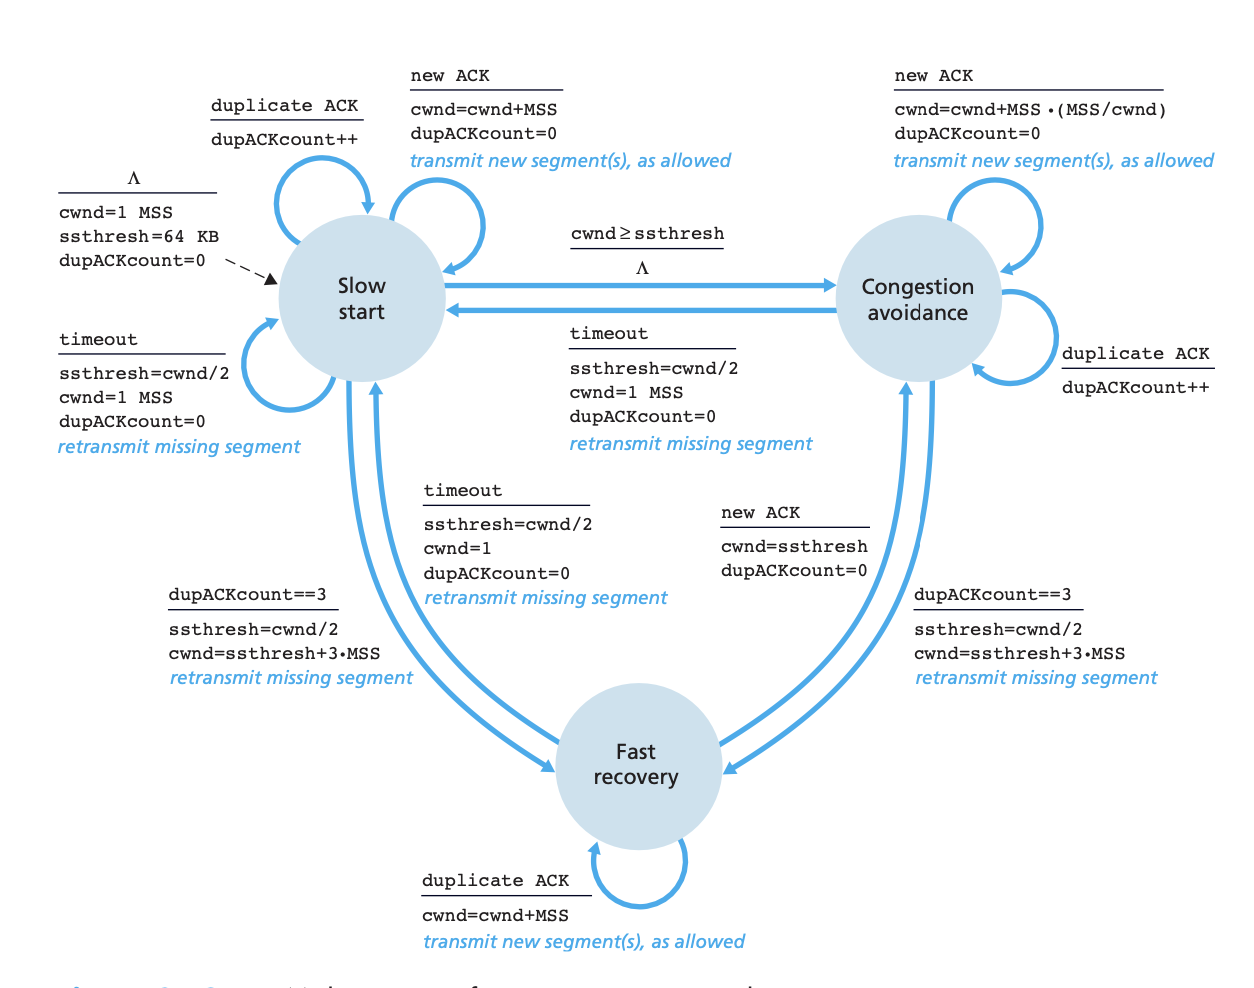 new ACK
cwnd=cwnd+MSS
dupACKcount=0
transmit new segment(s), as allowed
new ACK
cwnd=cwnd+MSS •(MSS/cwnd)
dupACKcount=0
transmit new segment(s), as allowed
duplicate ACK
dupACKcount++
Λ
cwnd=1 MSS
ssthresh=64 KB
dupACKcount=0
cwnd≥ssthresh
Λ
Slow
start
Congestion
avoidance
timeout
ssthresh=cwnd/2
cwnd=1 MSS
dupACKcount=0
retransmit missing segment
timeout
ssthresh=cwnd/2
cwnd=1 MSS
dupACKcount=0
retransmit missing segment
duplicate ACK
dupACKcount++
timeout
ssthresh=cwnd/2
cwnd=1
dupACKcount=0
retransmit missing segment
new ACK
cwnd=ssthresh
dupACKcount=0
dupACKcount==3
ssthresh=cwnd/2
cwnd=ssthresh+3•MSS
retransmit missing segment
dupACKcount==3
ssthresh=cwnd/2
cwnd=ssthresh+3•MSS
retransmit missing segment
Fast
recovery
duplicate ACK
cwnd=cwnd+MSS
transmit new segment(s), as allowed